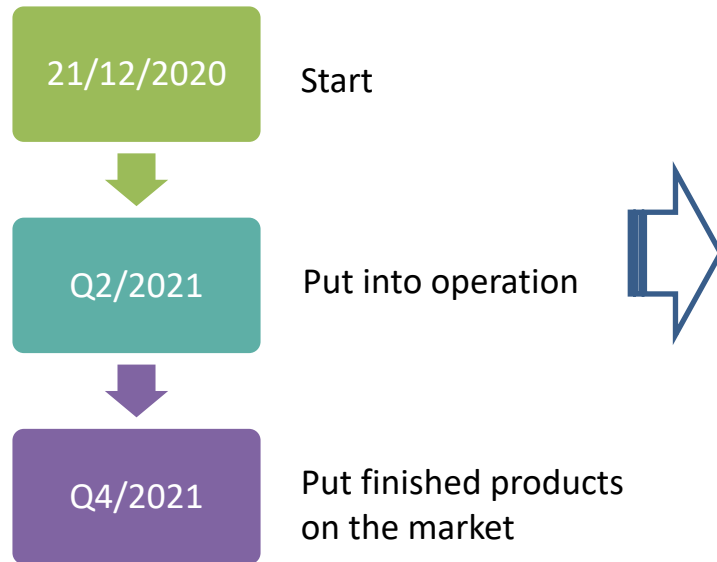 21/12/2020
Start
Q2/2021
Put into operation
Q4/2021
Put finished products
on the market